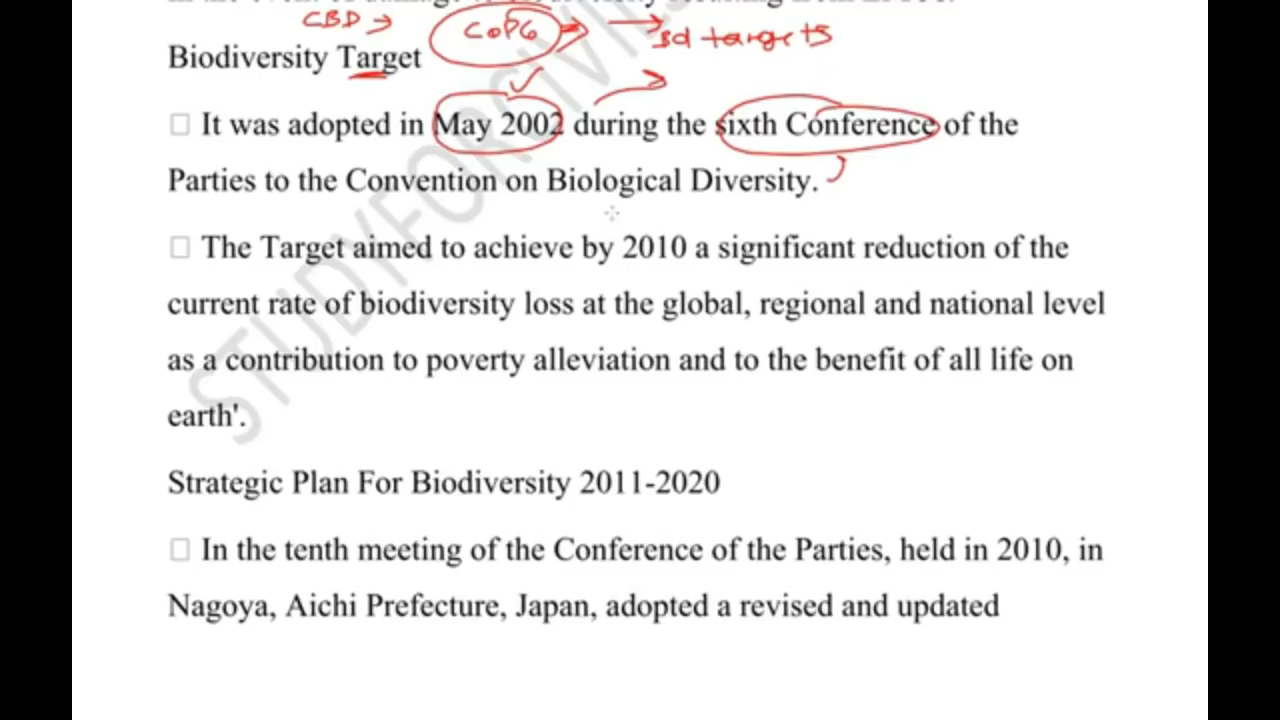 CBD →
COP6
→ Bd targets
Biodiversity Target
It was adopted in May 2002 during the sixth Conference of the
Parties to the Convention on Biological Diversity.
The Target aimed to achieve by 2010 a significant reduction of the
current rate of biodiversity loss at the global, regional and national level
as a contribution to poverty alleviation and to the benefit of all life on
earth'.
Strategic Plan For Biodiversity 2011-2020
In the tenth meeting of the Conference of the Parties, held in 2010, in
Nagoya, Aichi Prefecture, Japan, adopted a revised and updated